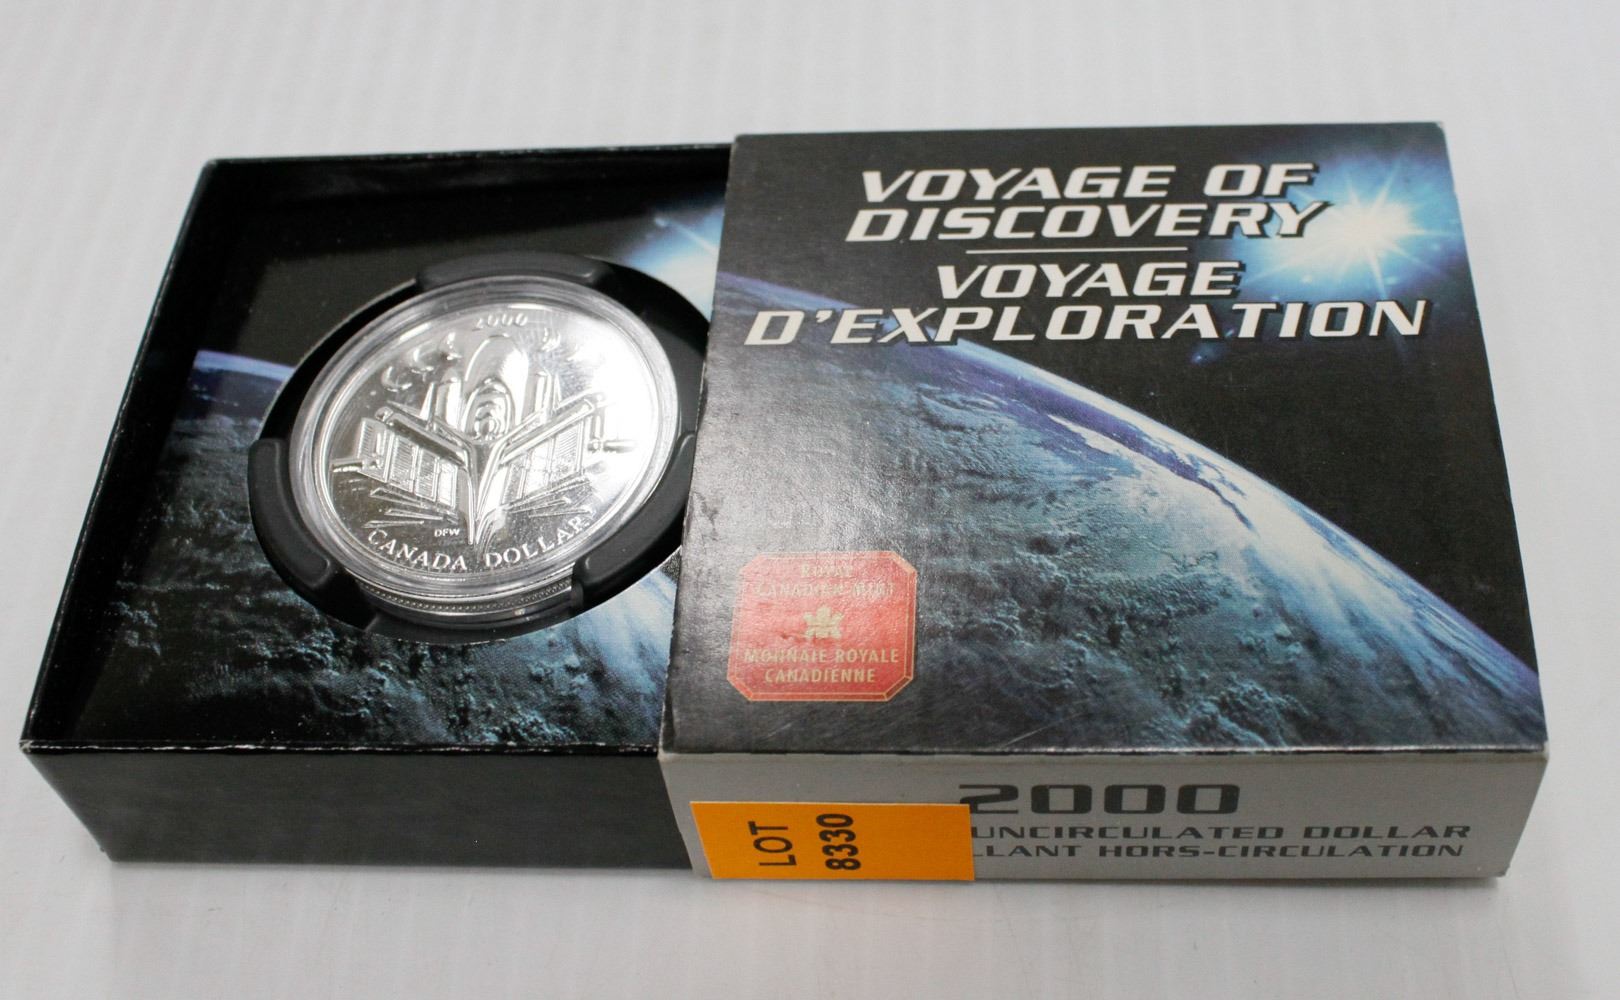 VOYAGE OF
DISCOVERY
VOYAGE
D'EXPLORATION
2000
DFW
CANADA DOLLAR
ROYAL
CANADIAN MINT
MONNAIE ROYALE
CANADIENNE
2000
UNCIRCULATED DOLLAR
LLANT HORS-CIRCULATION
LOT
8330